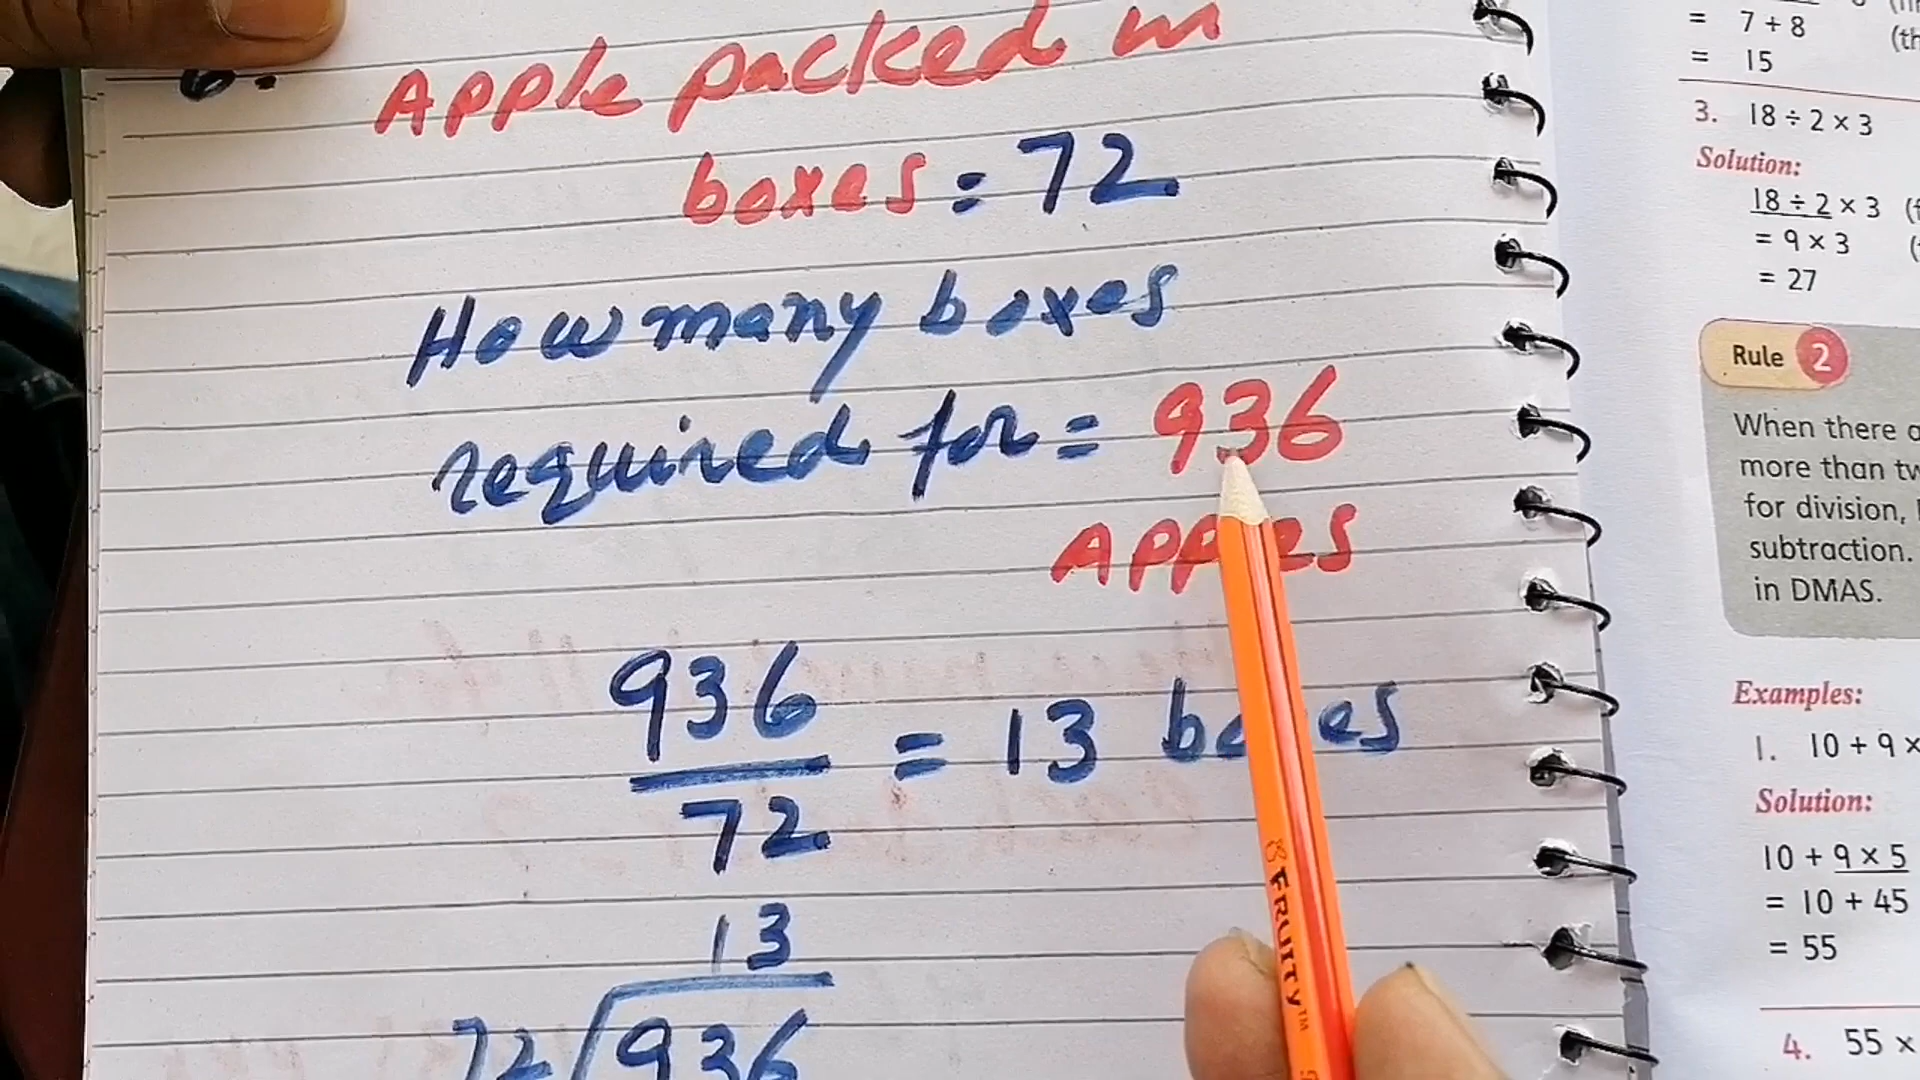 6.
Apple packed in
boxes = 72
How many boxes
required for = 936
Apples
936
72
= 13 boxes
13
72 936
FRUITY™
= 7 + 8
= 15
3. 18 ÷ 2 × 3
Solution:
18 ÷ 2 × 3
= 9 × 3
= 27
Rule 2
When there
more than
for division,
subtraction.
in DMAS.
Examples:
1. 10 + 9 ×
Solution:
10 + 9 × 5
= 10 + 45
= 55
4. 55 ×